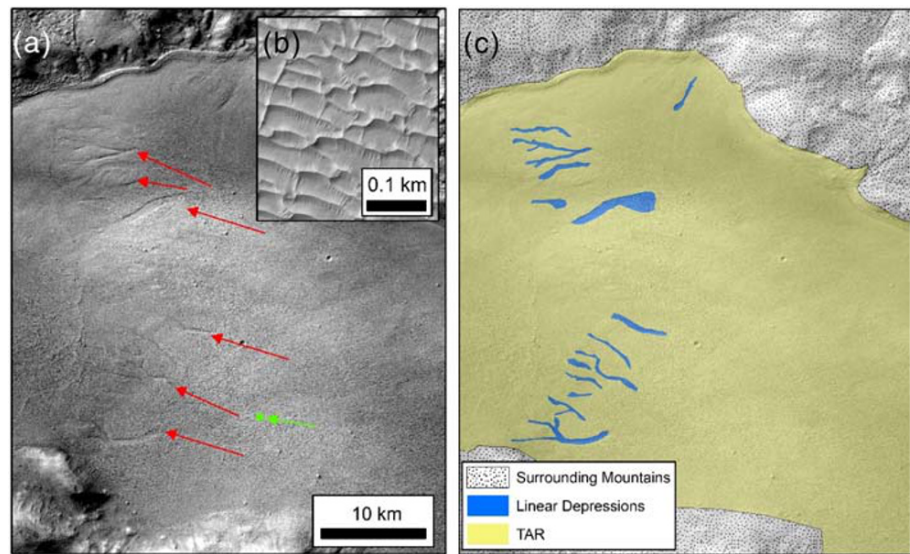 (a)
(b)
0.1 km
10 km
(c)
Surrounding Mountains
Linear Depressions
TAR